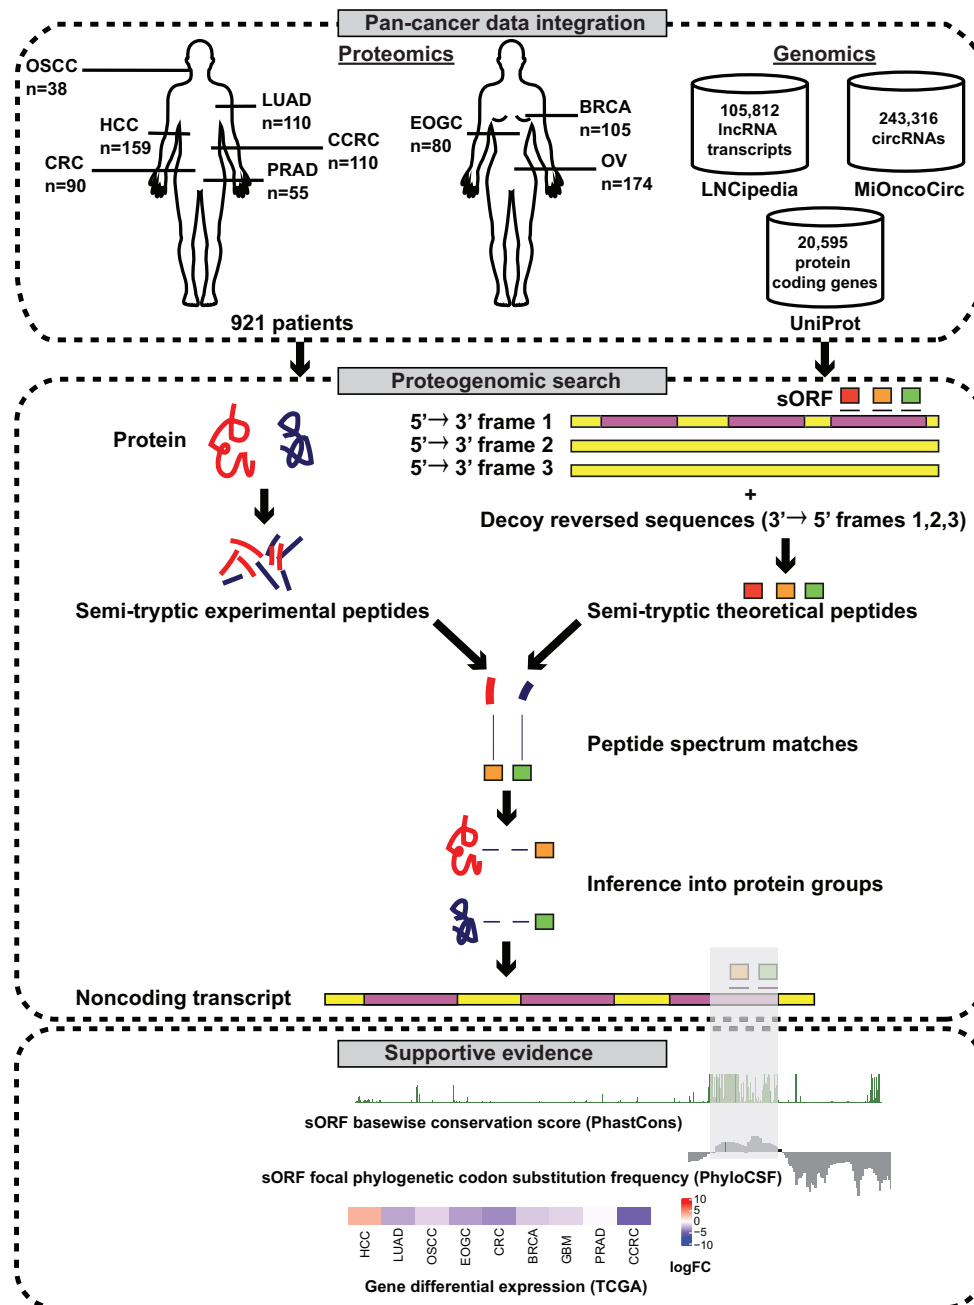 Pan-cancer data integration
Proteomics
Genomics
OSCC
n=38
LUAD
n=110
HCC
n=159
CCRC
n=110
CRC
n=90
PRAD
n=55
EOGC
n=80
BRCA
n=105
OV
n=174
105,812
lncRNA
transcripts
LNCipedia
243,316
circRNAs
MiOncoCirc
20,595
protein
coding genes
UniProt
921 patients
Proteogenomic search
Protein
sORF
5'→ 3' frame 1
5'→ 3' frame 2
5'→ 3' frame 3
+
Decoy reversed sequences (3'→ 5' frames 1,2,3)
Semi-tryptic experimental peptides
Semi-tryptic theoretical peptides
Peptide spectrum matches
Inference into protein groups
Noncoding transcript
Supportive evidence
sORF basewise conservation score (PhastCons)
sORF focal phylogenetic codon substitution frequency (PhyloCSF)
HCC
LUAD
OSCC
EOGC
CRC
BRCA
GBM
PRAD
CCRC
10
5
0
−5
−10
logFC
Gene differential expression (TCGA)